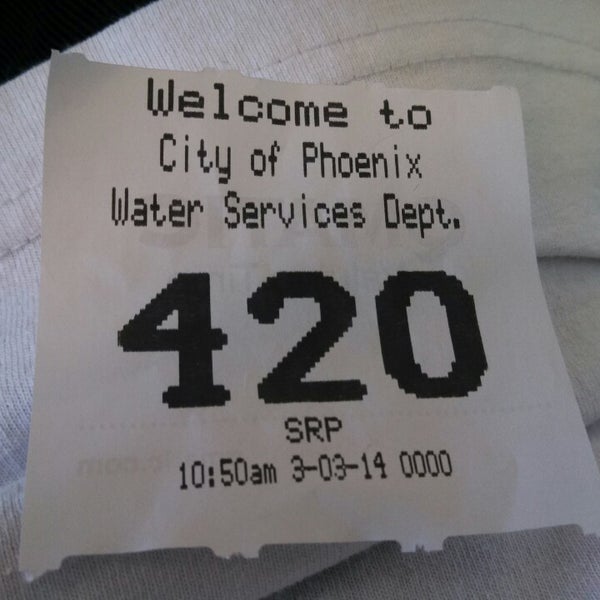 Welcome to
City of Phoenix
Water Services Dept.
420
SRP
10:50am 3-03-14 0000